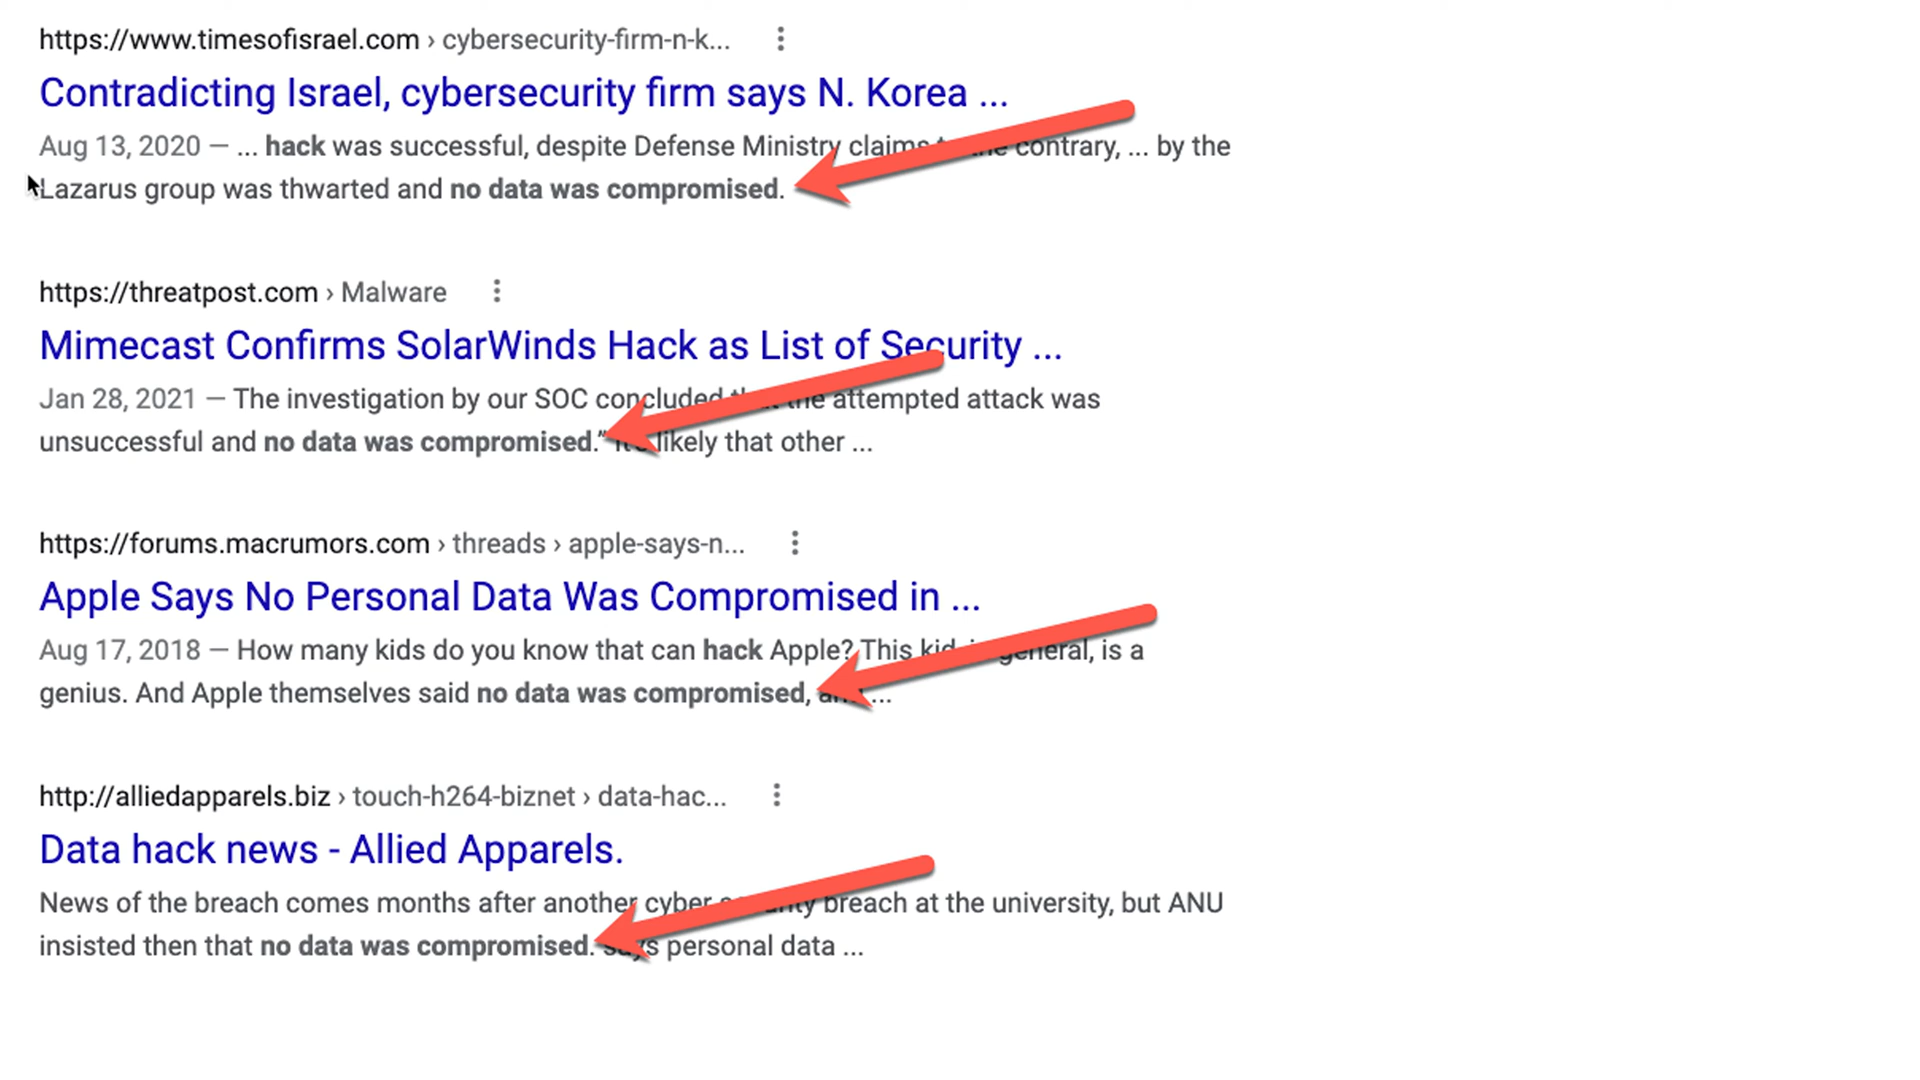 https://www.timesofisrael.com › cybersecurity-firm-n-k...
Contradicting Israel, cybersecurity firm says N. Korea ...
Aug 13, 2020 — ... hack was successful, despite Defense Ministry claims the contrary, ... by the
Lazarus group was thwarted and no data was compromised.
https://threatpost.com › Malware
Mimecast Confirms SolarWinds Hack as List of Security ...
Jan 28, 2021 — The investigation by our SOC concluded the attempted attack was
unsuccessful and no data was compromised.” It's likely that other ...
https://forums.macrumors.com › threads › apple-says-n...
Apple Says No Personal Data Was Compromised in ...
Aug 17, 2018 — How many kids do you know that can hack Apple? This kid, general, is a
genius. And Apple themselves said no data was compromised, and ...
http://alliedapparels.biz › touch-h264-biznet › data-hac...
Data hack news - Allied Apparels.
News of the breach comes months after another cyber security breach at the university, but ANU
insisted then that no data was compromised. says personal data ...